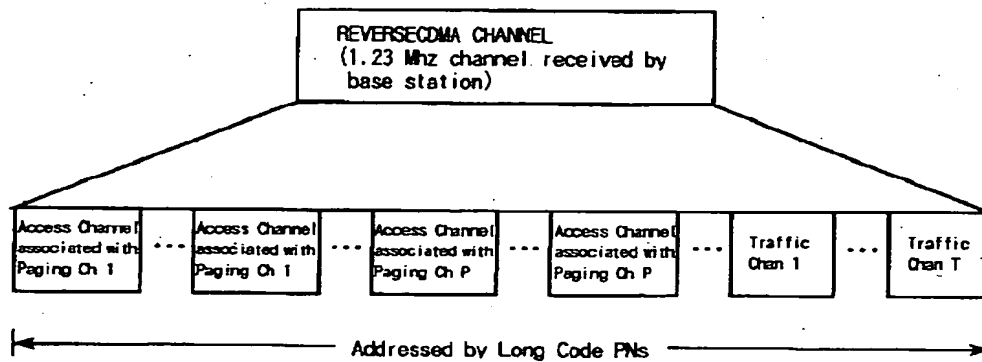 REVERSECDMA CHANNEL
(1.23 Mhz channel received by
base station)
Access Channel
associated with
Paging Ch 1
...
Access Channel
associated with
Paging Ch 1
...
Access Channel
associated with
Paging Ch P
...
Access Channel
associated with
Paging Ch P
...
Traffic
Chan 1
...
Traffic
Chan T
Addressed by Long Code PNs